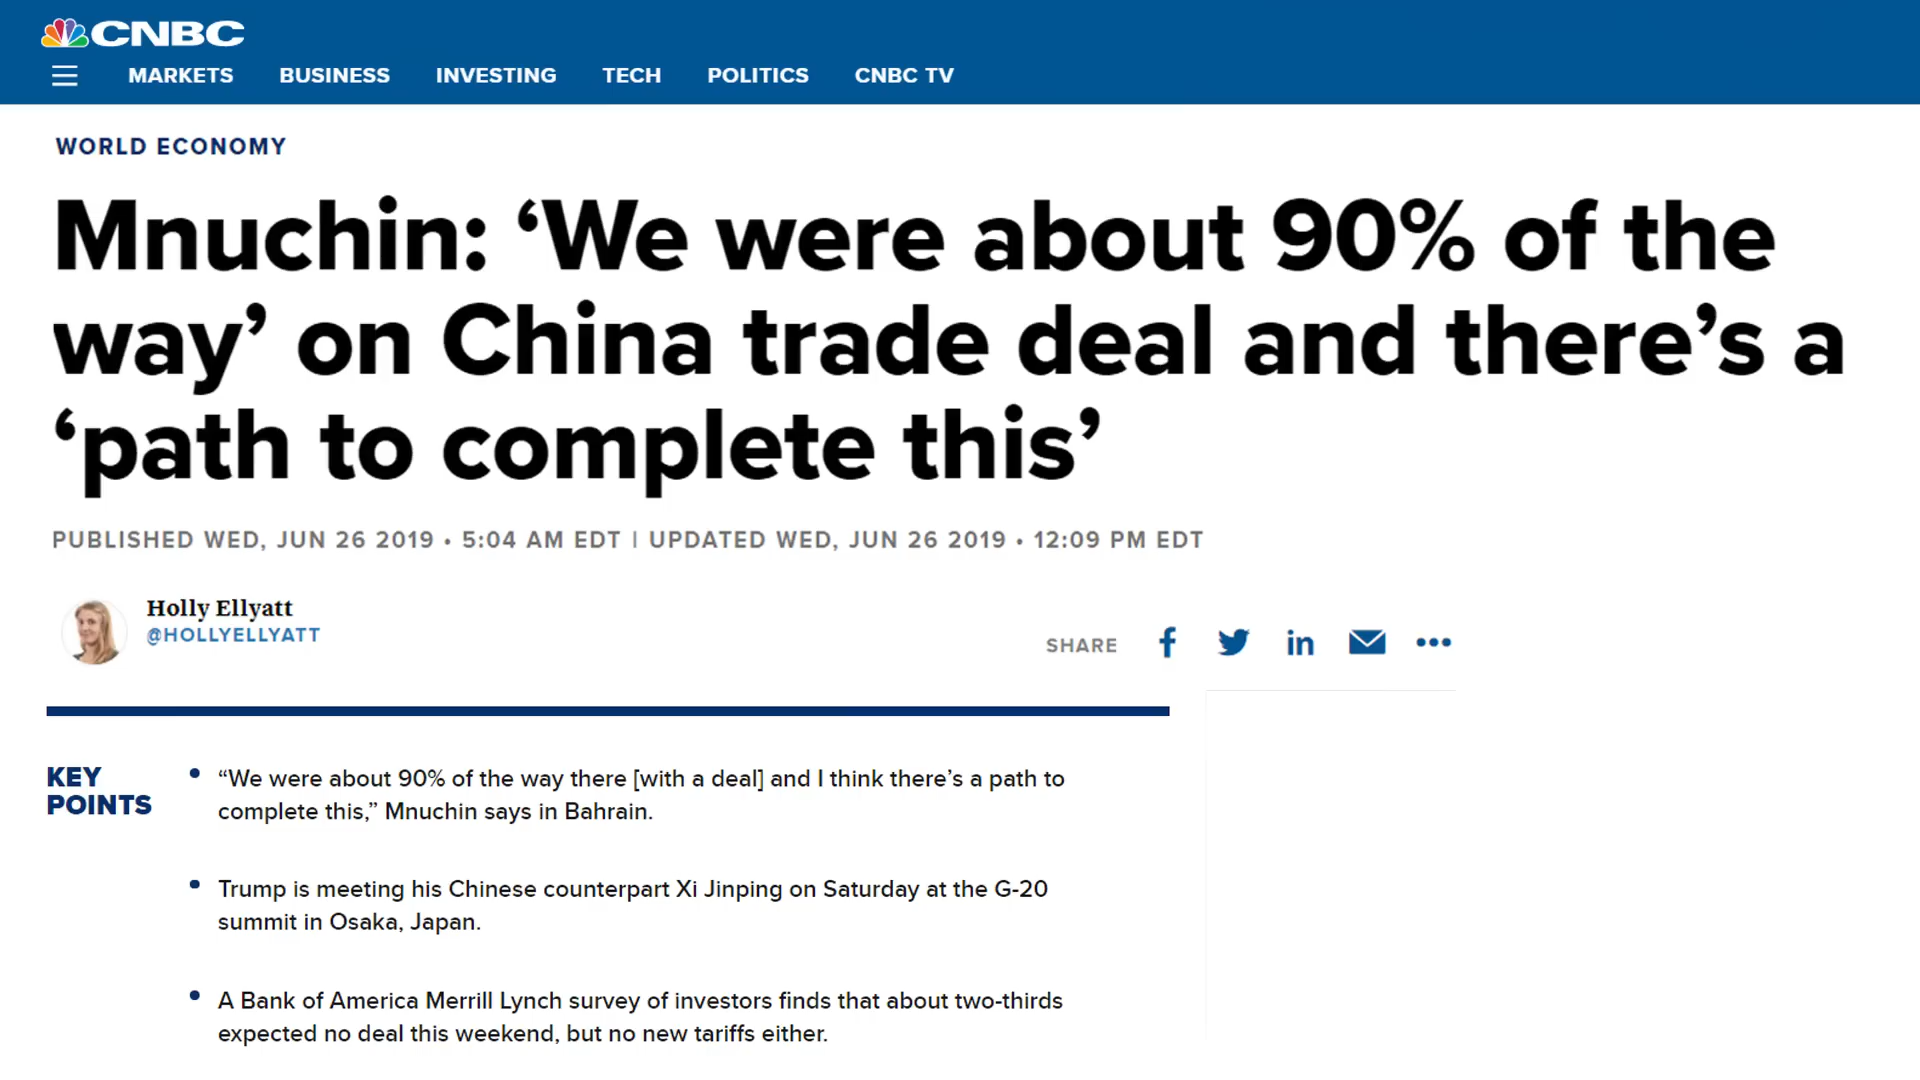 CNBC
MARKETS BUSINESS INVESTING TECH POLITICS CNBC TV
WORLD ECONOMY
Mnuchin: ‘We were about 90% of the
way’ on China trade deal and there’s a
‘path to complete this’
PUBLISHED WED, JUN 26 2019 • 5:04 AM EDT | UPDATED WED, JUN 26 2019 • 12:09 PM EDT
Holly Ellyatt
@HOLLYELLYATT
SHARE
KEY
POINTS
• “We were about 90% of the way there [with a deal] and I think there’s a path to
complete this,” Mnuchin says in Bahrain.
• Trump is meeting his Chinese counterpart Xi Jinping on Saturday at the G-20
summit in Osaka, Japan.
• A Bank of America Merrill Lynch survey of investors finds that about two-thirds
expected no deal this weekend, but no new tariffs either.